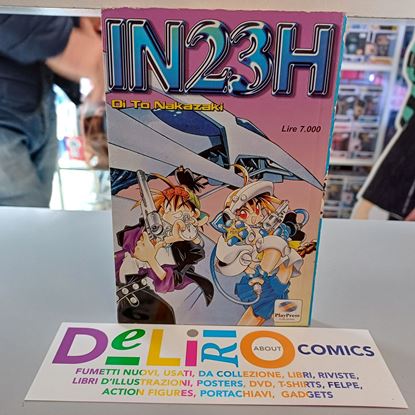 IN23H
Di To Nakazaki
Lire 7.000
PlayPress
DeLiRiO ABOUT COMICS
FUMETTI NUOVI, USATI, DA COLLEZIONE, LIBRI, RIVISTE,
LIBRI D'ILLUSTRAZIONI, POSTERS, DVD, T-SHIRTS, FELPE,
ACTION FIGURES, PORTACHIAVI, GADGETS